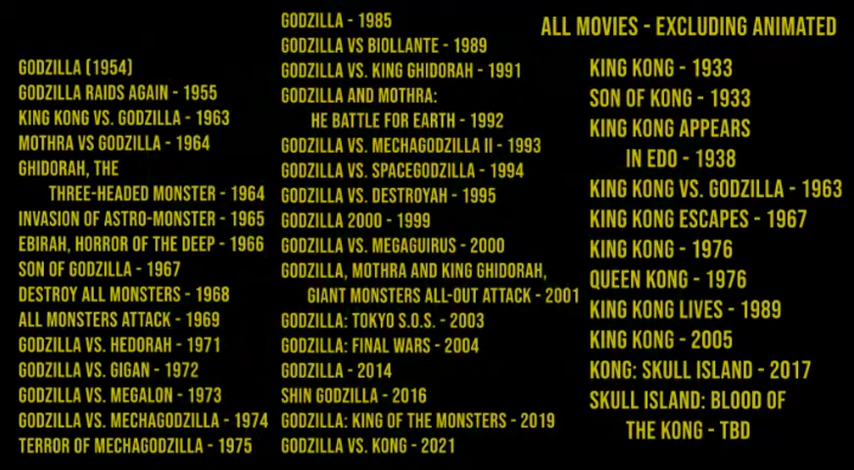 GODZILLA (1954)
GODZILLA RAIDS AGAIN - 1955
KING KONG VS. GODZILLA - 1963
MOTHRA VS GODZILLA - 1964
GHIDORAH, THE
THREE-HEADED MONSTER - 1964
INVASION OF ASTRO-MONSTER - 1965
EBIRAH, HORROR OF THE DEEP - 1966
SON OF GODZILLA - 1967
DESTROY ALL MONSTERS - 1968
ALL MONSTERS ATTACK - 1969
GODZILLA VS. HEDORAH - 1971
GODZILLA VS. GIGAN - 1972
GODZILLA VS. MEGALON - 1973
GODZILLA VS. MECHAGODZILLA - 1974
TERROR OF MECHAGODZILLA - 1975
GODZILLA - 1985
GODZILLA VS BIOLLANTE - 1989
GODZILLA VS. KING GHIDORAH - 1991
GODZILLA AND MOTHRA:
HE BATTLE FOR EARTH - 1992
GODZILLA VS. MECHAGODZILLA II - 1993
GODZILLA VS. SPACEGODZILLA - 1994
GODZILLA VS. DESTROYAH - 1995
GODZILLA 2000 - 1999
GODZILLA VS. MEGAGUIRUS - 2000
GODZILLA, MOTHRA AND KING GHIDORAH,
GIANT MONSTERS ALL-OUT ATTACK - 2001
GODZILLA: TOKYO S.O.S. - 2003
GODZILLA: FINAL WARS - 2004
GODZILLA - 2014
SHIN GODZILLA - 2016
GODZILLA: KING OF THE MONSTERS - 2019
GODZILLA VS. KONG - 2021
ALL MOVIES - EXCLUDING ANIMATED
KING KONG - 1933
SON OF KONG - 1933
KING KONG APPEARS
IN EDO - 1938
KING KONG VS. GODZILLA - 1963
KING KONG ESCAPES - 1967
KING KONG - 1976
QUEEN KONG - 1976
KING KONG LIVES - 1989
KING KONG - 2005
KONG: SKULL ISLAND - 2017
SKULL ISLAND: BLOOD OF
THE KONG - TBD